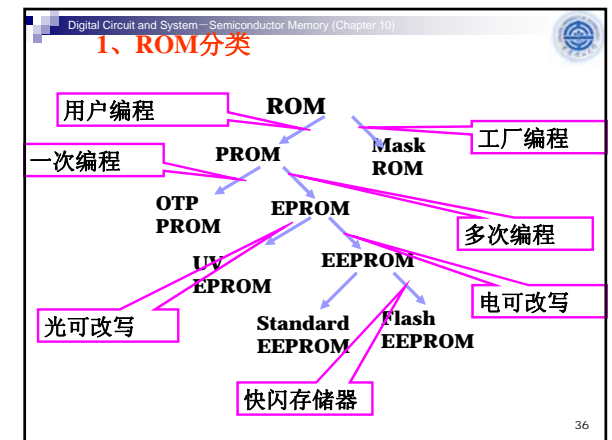 Digital Circuit and System－Semiconductor Memory (Chapter 10)
1、ROM分类
用户编程
ROM
工厂编程
一次编程
PROM
Mask
ROM
OTP
PROM
EPROM
多次编程
UV
EPROM
EEPROM
电可改写
光可改写
Standard
EEPROM
Flash
EEPROM
快闪存储器
36